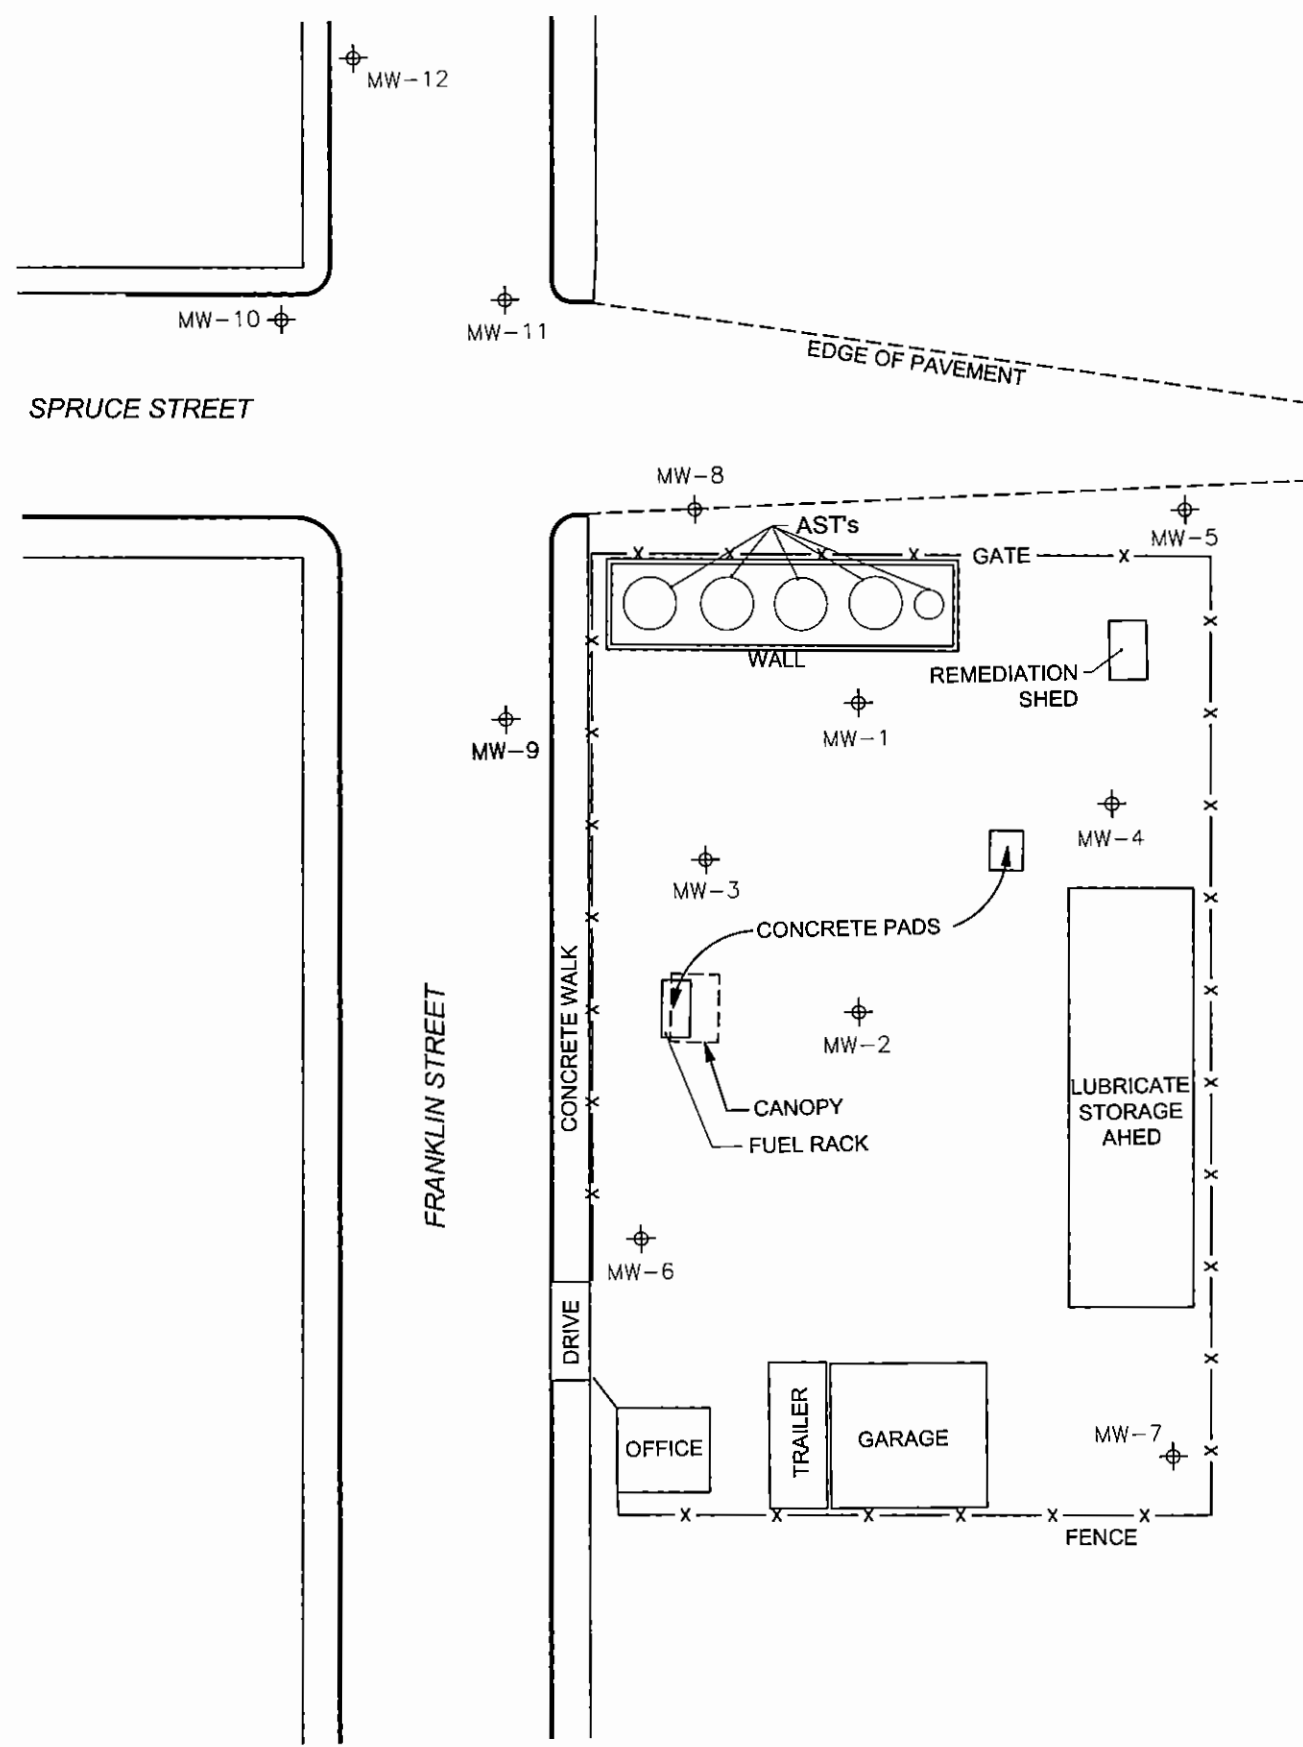 MW-12
MW-10
MW-11
EDGE OF PAVEMENT
SPRUCE STREET
MW-8
AST's
MW-5
GATE
WALL
REMEDIATION
SHED
MW-1
MW-9
MW-4
MW-3
CONCRETE PADS
CONCRETE WALK
FRANKLIN STREET
MW-2
LUBRICATE
STORAGE
AHED
CANOPY
FUEL RACK
MW-6
DRIVE
OFFICE
TRAILER
GARAGE
MW-7
FENCE